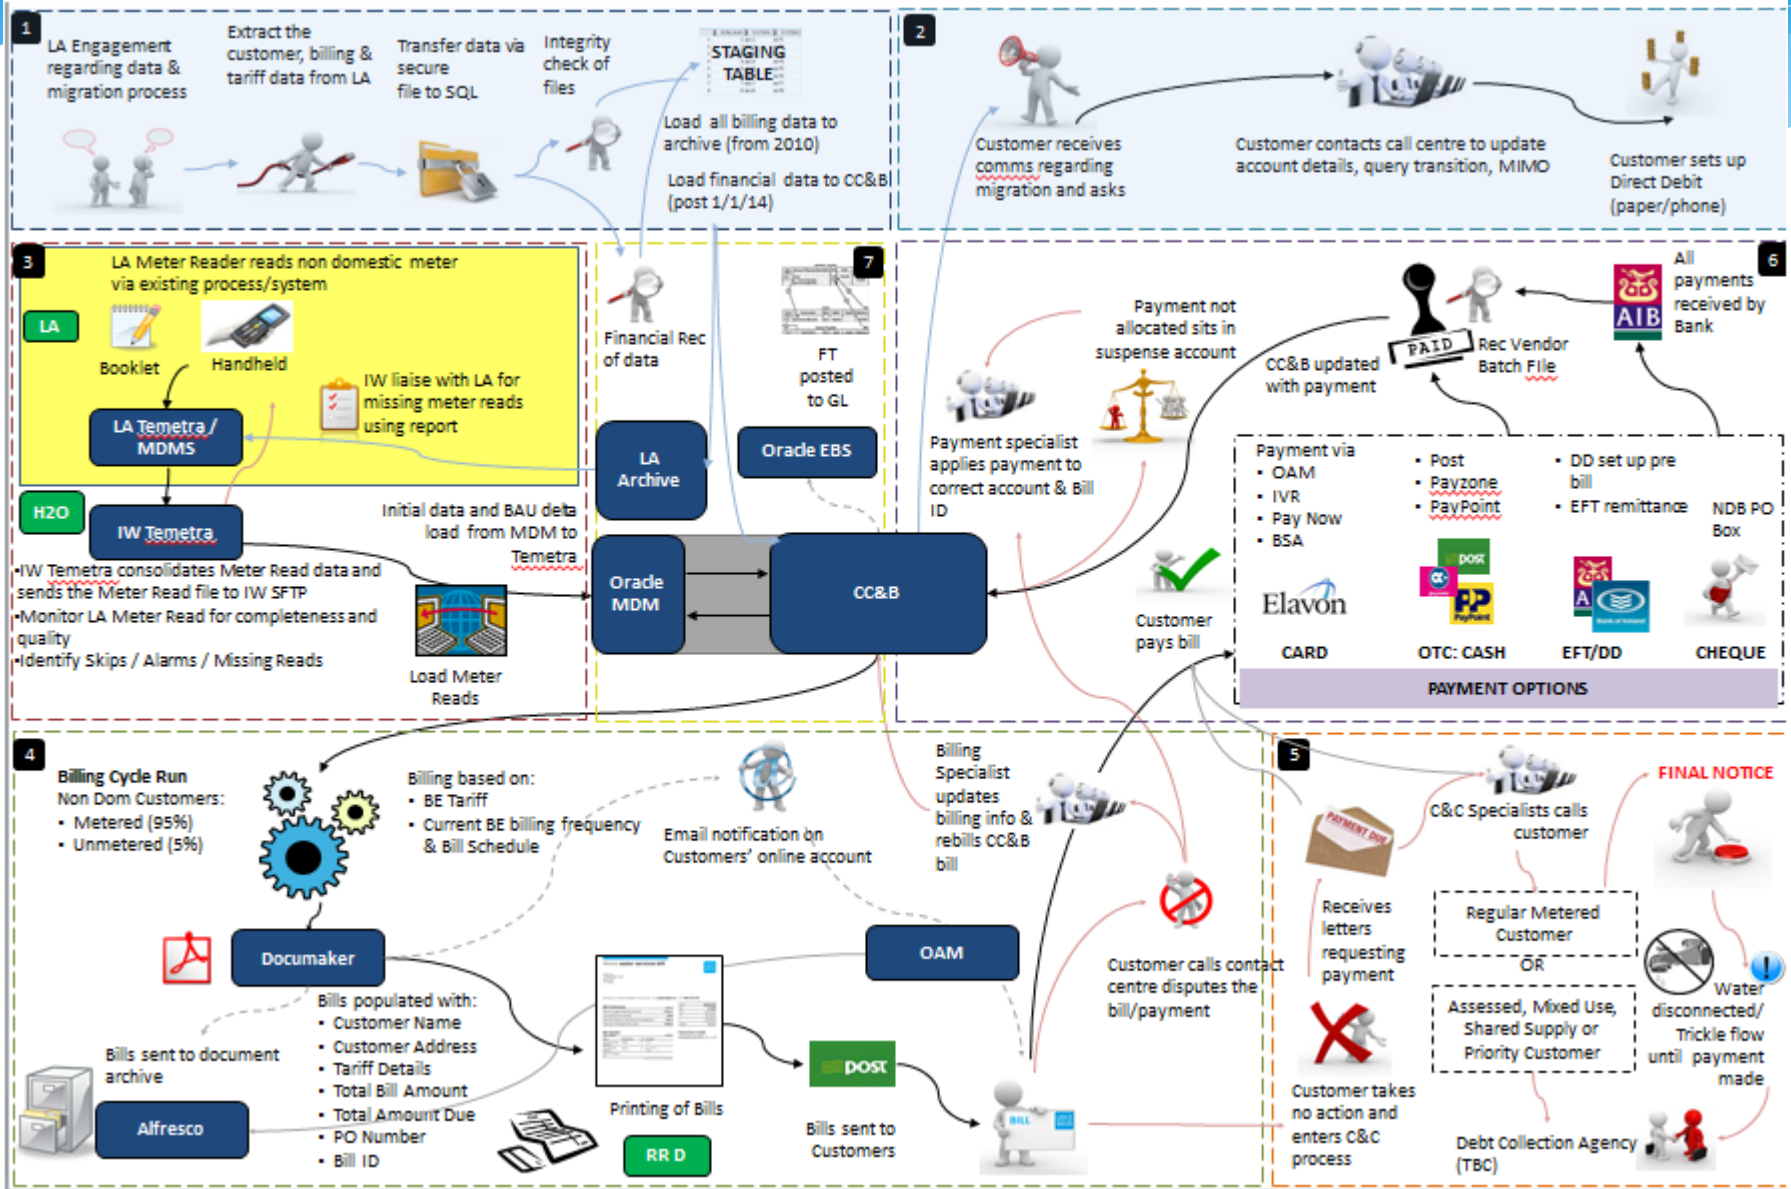 1
LA Engagement
regarding data &
migration process
Extract the
customer, billing &
tariff data from LA
Transfer data via
secure
file to SQL
Integrity
check of
files
STAGING
TABLE
Load all billing data to
archive (from 2010)
Load financial data to CC&B
(post 1/1/14)
2
Customer receives
comms regarding
migration and asks
Customer contacts call centre to update
account details, query transition, MIMO
Customer sets up
Direct Debit
(paper/phone)
3
LA Meter Reader reads non domestic meter
via existing process/system
LA
Booklet
Handheld
IW liaise with LA for
missing meter reads
using report
LA Temetra /
MDMS
H2O
IW Temetra
Initial data and BAU delta
load from MDM to
Temetra
•IW Temetra consolidates Meter Read data and
sends the Meter Read file to IW SFTP
•Monitor LA Meter Read for completeness and
quality
•Identify Skips / Alarms / Missing Reads
Load Meter
Reads
7
Financial Rec
of data
FT
posted
to GL
LA
Archive
Oracle EBS
Oracle
MDM
CC&B
6
Payment not
allocated sits in
suspense account
Payment specialist
applies payment to
correct account & Bill
ID
CC&B updated
with payment
PAID
Rec Vendor
Batch FIle
AIB
All
payments
received by
Bank
Customer
pays bill
Payment via
• OAM
• IVR
• Pay Now
• BSA
• Post
• Payzone
• PayPoint
• DD set up pre
bill
• EFT remittance
NDB PO
Box
Elavon
post
PP
PayPoint
A
Bank of Ireland
CARD
OTC: CASH
EFT/DD
CHEQUE
PAYMENT OPTIONS
4
Billing Cycle Run
Non Dom Customers:
• Metered (95%)
• Unmetered (5%)
Billing based on:
• BE Tariff
• Current BE billing frequency
& Bill Schedule
Email notification on
Customers' online account
Billing
Specialist
updates
billing info &
rebills CC&B
bill
Documaker
OAM
Customer calls contact
centre disputes the
bill/payment
Bills populated with:
• Customer Name
• Customer Address
• Tariff Details
• Total Bill Amount
• Total Amount Due
• PO Number
• Bill ID
Bills sent to document
archive
Alfresco
Printing of Bills
RR D
post
Bills sent to
Customers
BILL
5
PAYMENT DUE
C&C Specialists calls
customer
FINAL NOTICE
Receives
letters
requesting
payment
Regular Metered
Customer
OR
Assessed, Mixed Use,
Shared Supply or
Priority Customer
Water
disconnected/
Trickle flow
until payment
made
Customer takes
no action and
enters C&C
process
Debt Collection Agency
(TBC)